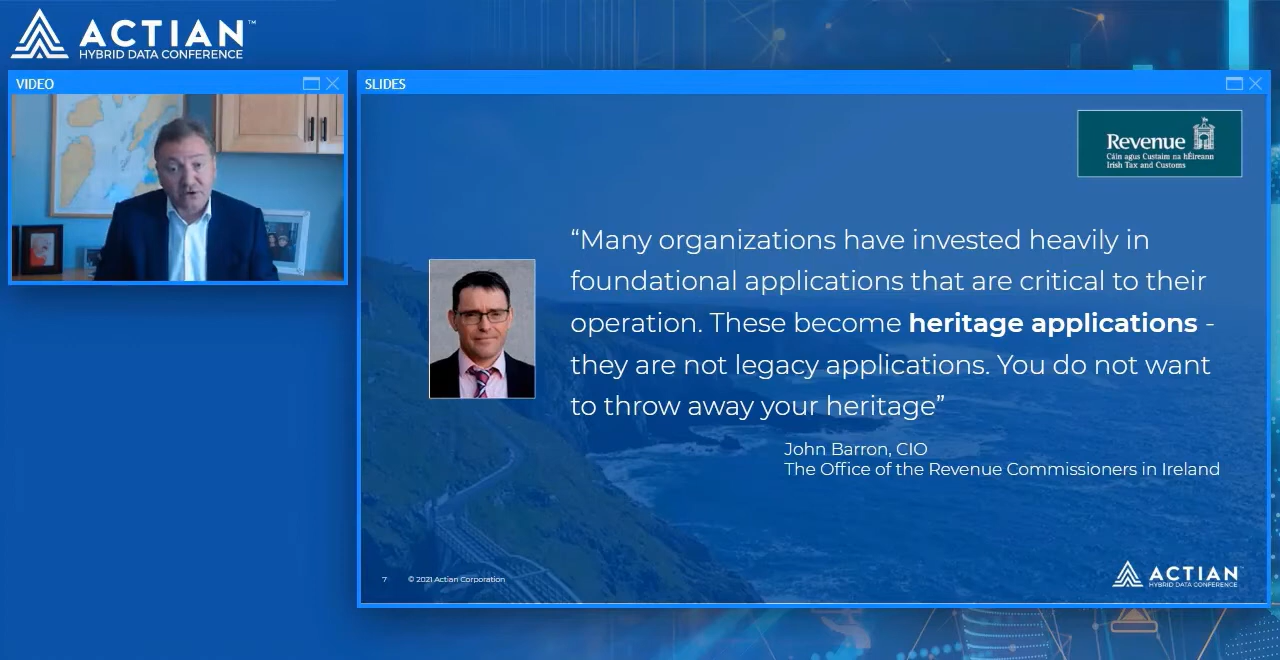 ACTIAN™
HYBRID DATA CONFERENCE
VIDEO
SLIDES
Revenue
Cáin agus Custaim na hÉireann
Irish Tax and Customs
“Many organizations have invested heavily in
foundational applications that are critical to their
operation. These become heritage applications -
they are not legacy applications. You do not want
to throw away your heritage”
John Barron, CIO
The Office of the Revenue Commissioners in Ireland
7 © 2021 Actian Corporation
ACTIAN
HYBRID DATA CONFERENCE